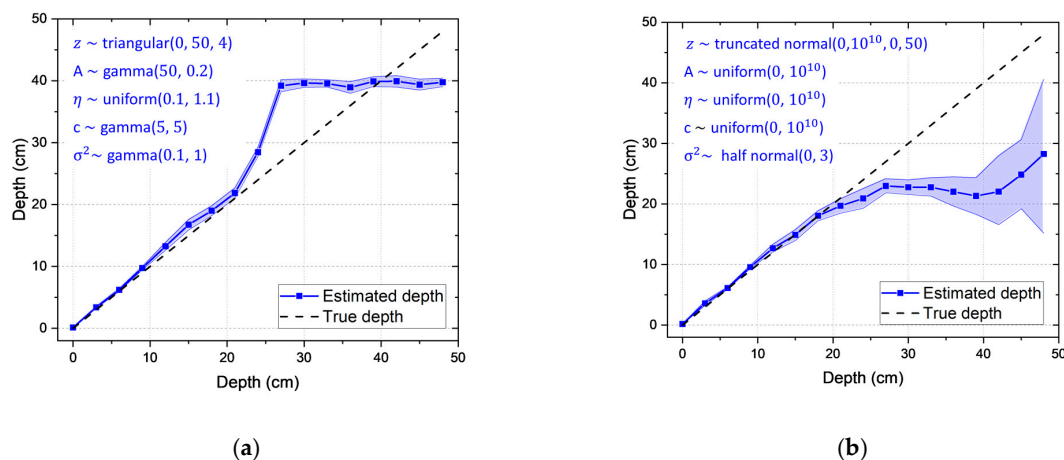 50
40
30
20
10
0
Depth (cm)
z ~ triangular(0, 50, 4)
A ~ gamma(50, 0.2)
η ~ uniform(0.1, 1.1)
c ~ gamma(5, 5)
σ² ~ gamma(0.1, 1)
Estimated depth
True depth
0 10 20 30 40 50
Depth (cm)
(a)
50
40
30
20
10
0
Depth (cm)
z ~ truncated normal(0,10¹⁰, 0, 50)
A ~ uniform(0, 10¹⁰)
η ~ uniform(0, 10¹⁰)
c ~ uniform(0, 10¹⁰)
σ² ~ half normal(0, 3)
Estimated depth
True depth
0 10 20 30 40 50
Depth (cm)
(b)